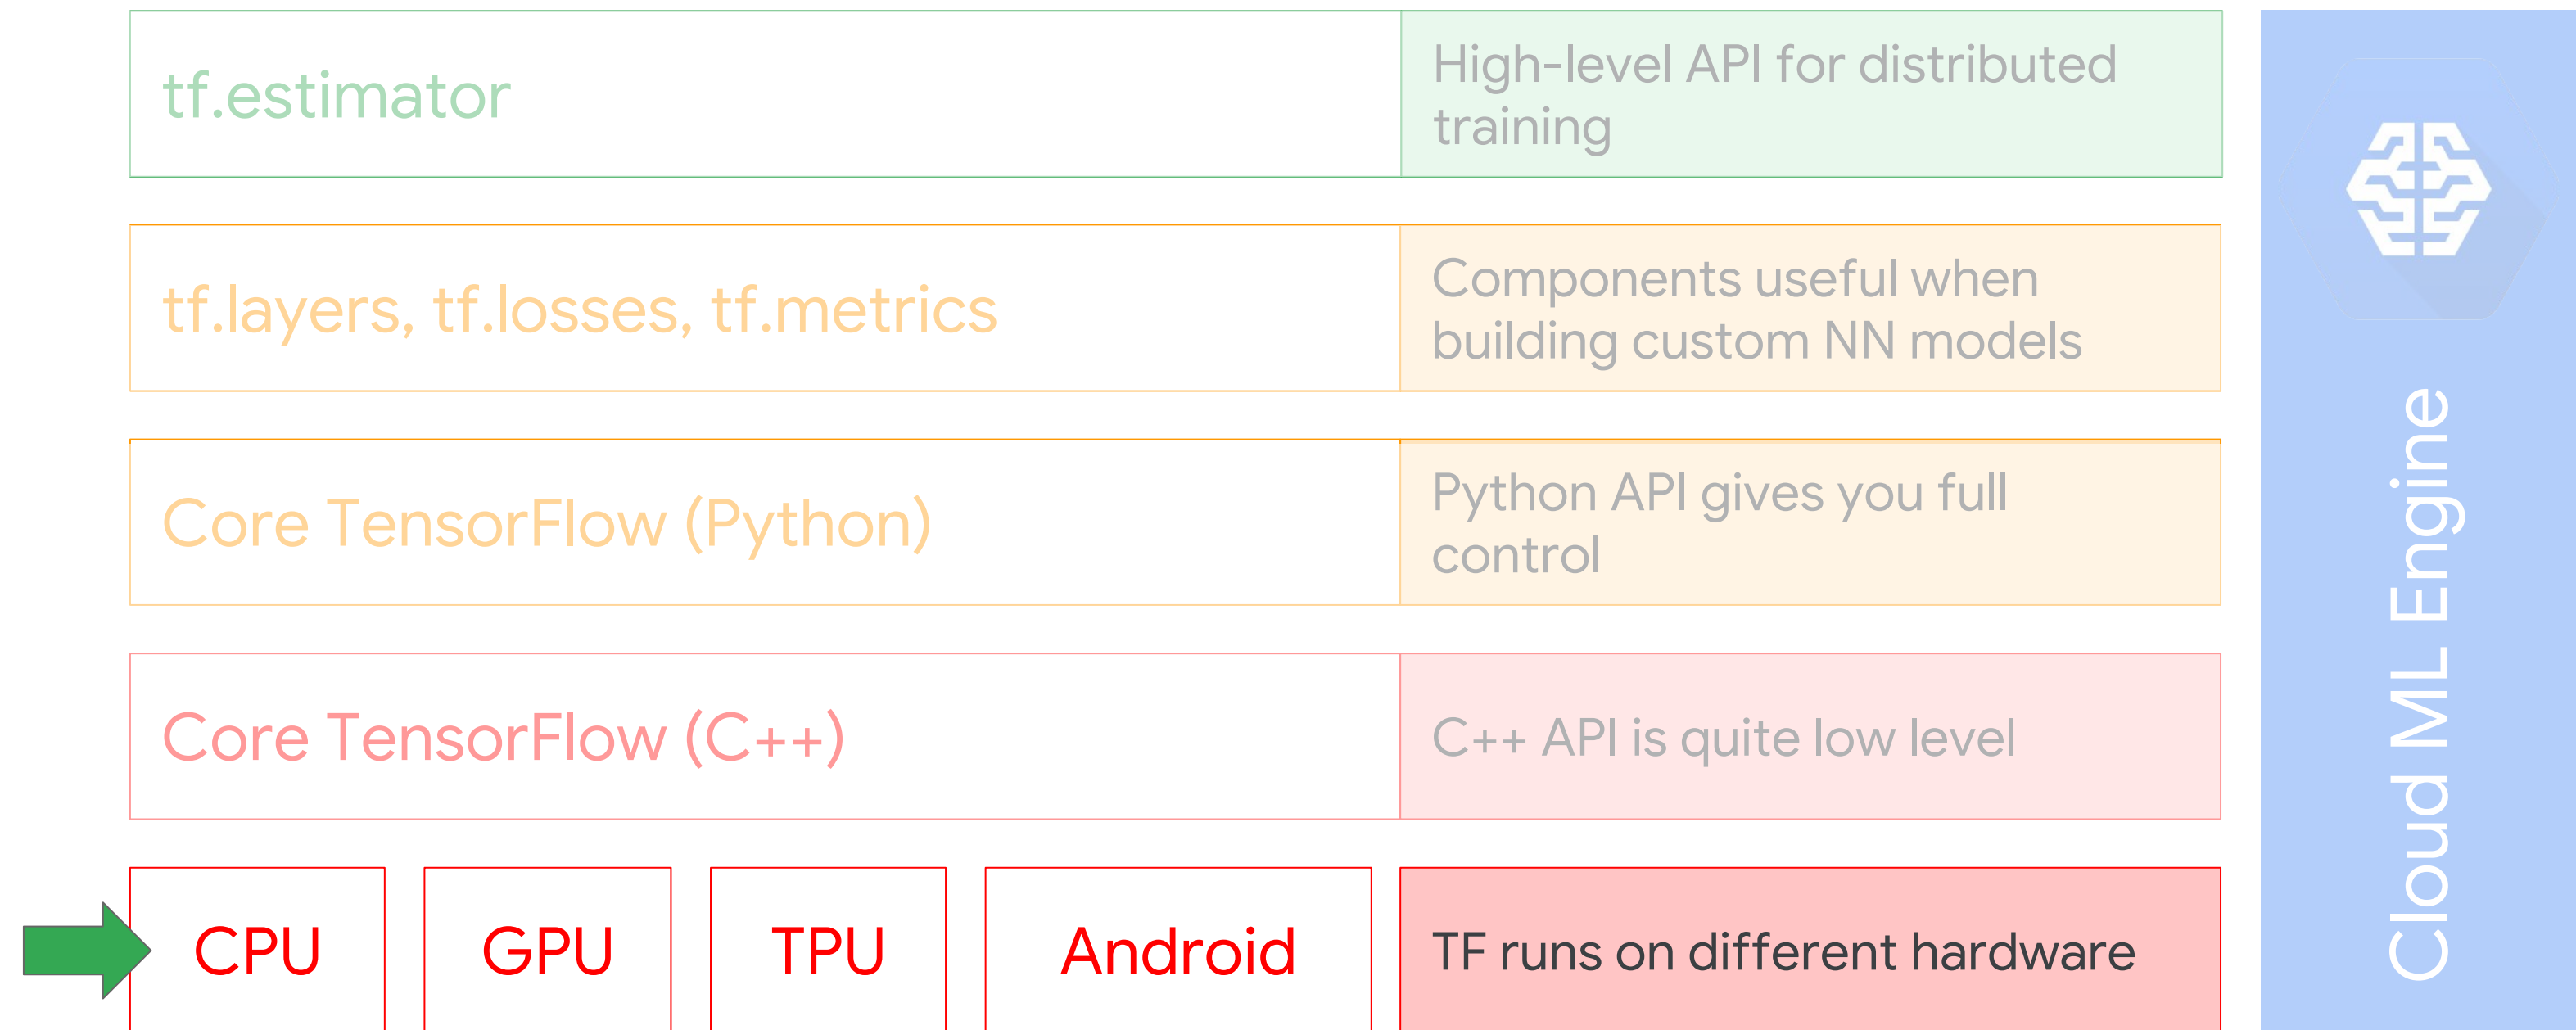 tf.estimator
High-level API for distributed
training
tf.layers, tf.losses, tf.metrics
Components useful when
building custom NN models
Core TensorFlow (Python)
Python API gives you full
control
Core TensorFlow (C++)
C++ API is quite low level
CPU
GPU
TPU
Android
TF runs on different hardware
Cloud ML Engine